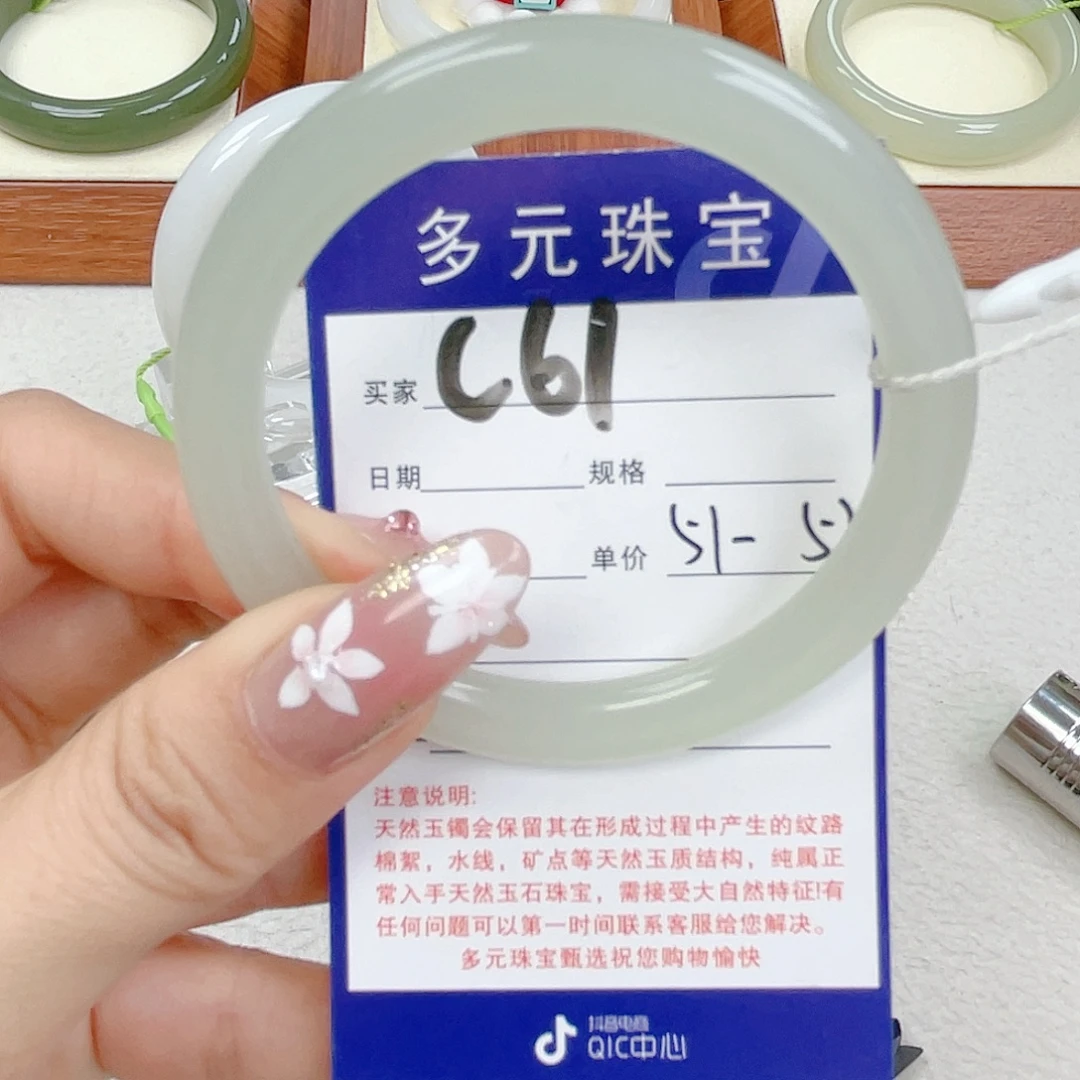 多元珠宝
买家 C61
日期 规格
单价 51-5
注意说明:
天然玉镯会保留其在形成过程中产生的纹路
棉絮，水线，矿点等天然玉质结构，纯属正
常入手天然玉石珠宝，需接受大自然特征!有
任何问题可以第一时间联系客服给您解决。
多元珠宝甄选祝您购物愉快
抖音电商
QIC中心